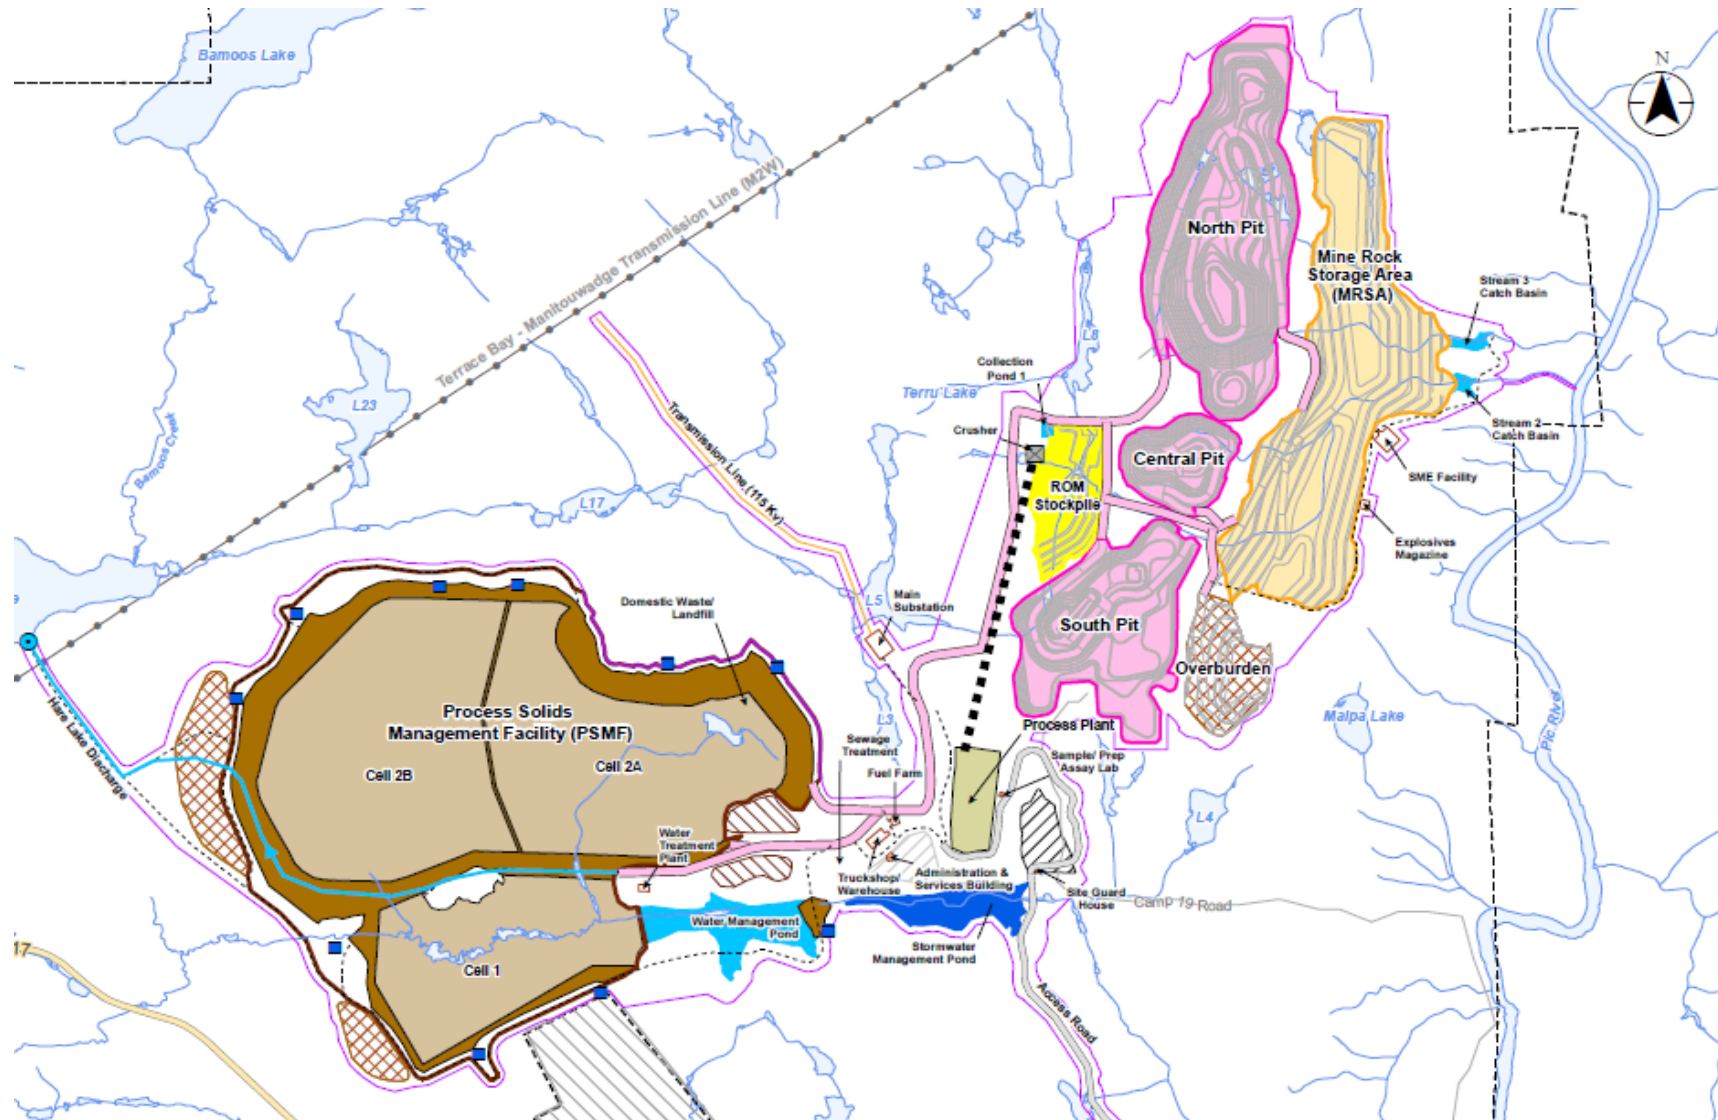 Bamoos Lake
N
Terrace Bay - Manitouwadge Transmission Line (M2W)
North Pit
Mine Rock
Storage Area
(MRSA)
Stream 3
Catch Basin
L8
Collection
Pond 1
Terru Lake
L23
Transmission Line (115 Kv)
Crusher
Stream 2
Catch Basin
Bamoos Creek
Central Pit
SME Facility
ROM
Stockpile
L17
Explosives
Magazine
Main
Substation
L5
Domestic Waste/
Landfill
South Pit
Overburden
Hare Lake Discharge
Process Solids
Management Facility (PSMF)
L3
Malpa Lake
Pic River
Process Plant
Sewage
Treatment
Sample/ Prep
Assay Lab
Cell 2B
Cell 2A
Fuel Farm
L4
Water
Treatment
Plant
Truckshop/
Warehouse
Administration &
Services Building
Site Guard
House
Camp 19 Road
Water Management
Pond
Stormwater
Management Pond
17
Cell 1
Access Road